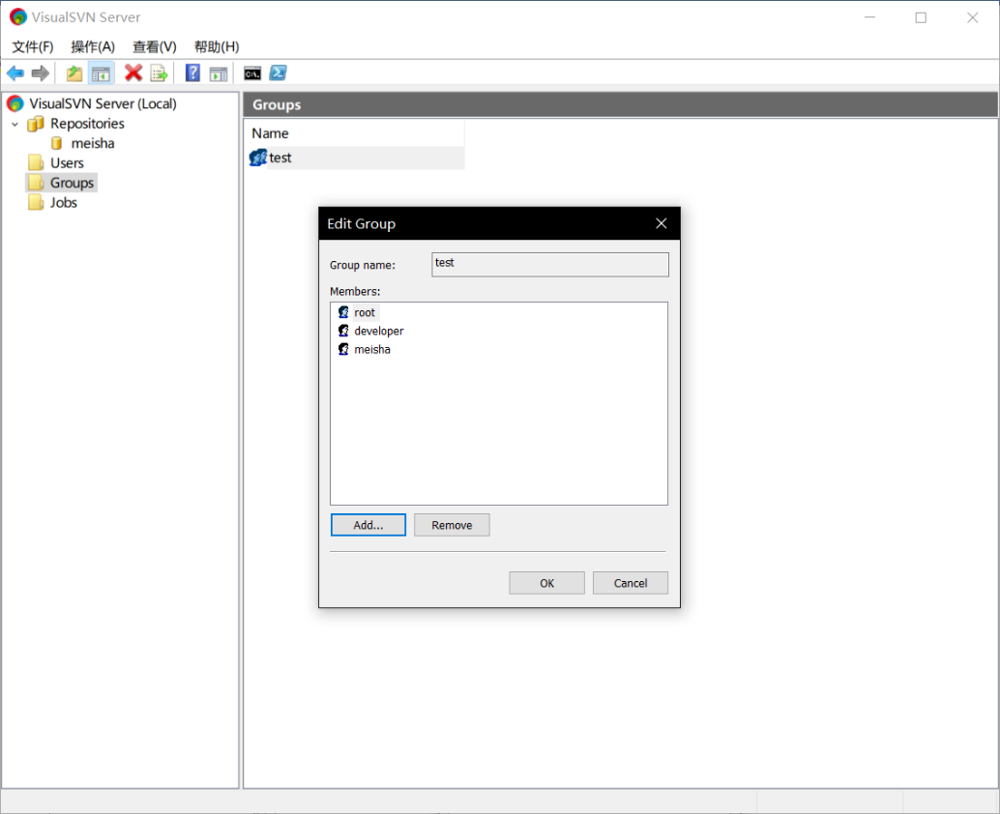 VisualSVN Server
文件(F) 操作(A) 查看(V) 帮助(H)
VisualSVN Server (Local)
Repositories
meisha
Users
Groups
Jobs
Groups
Name
test
Edit Group
Group name: test
Members:
root
developer
meisha
Add... Remove
OK Cancel